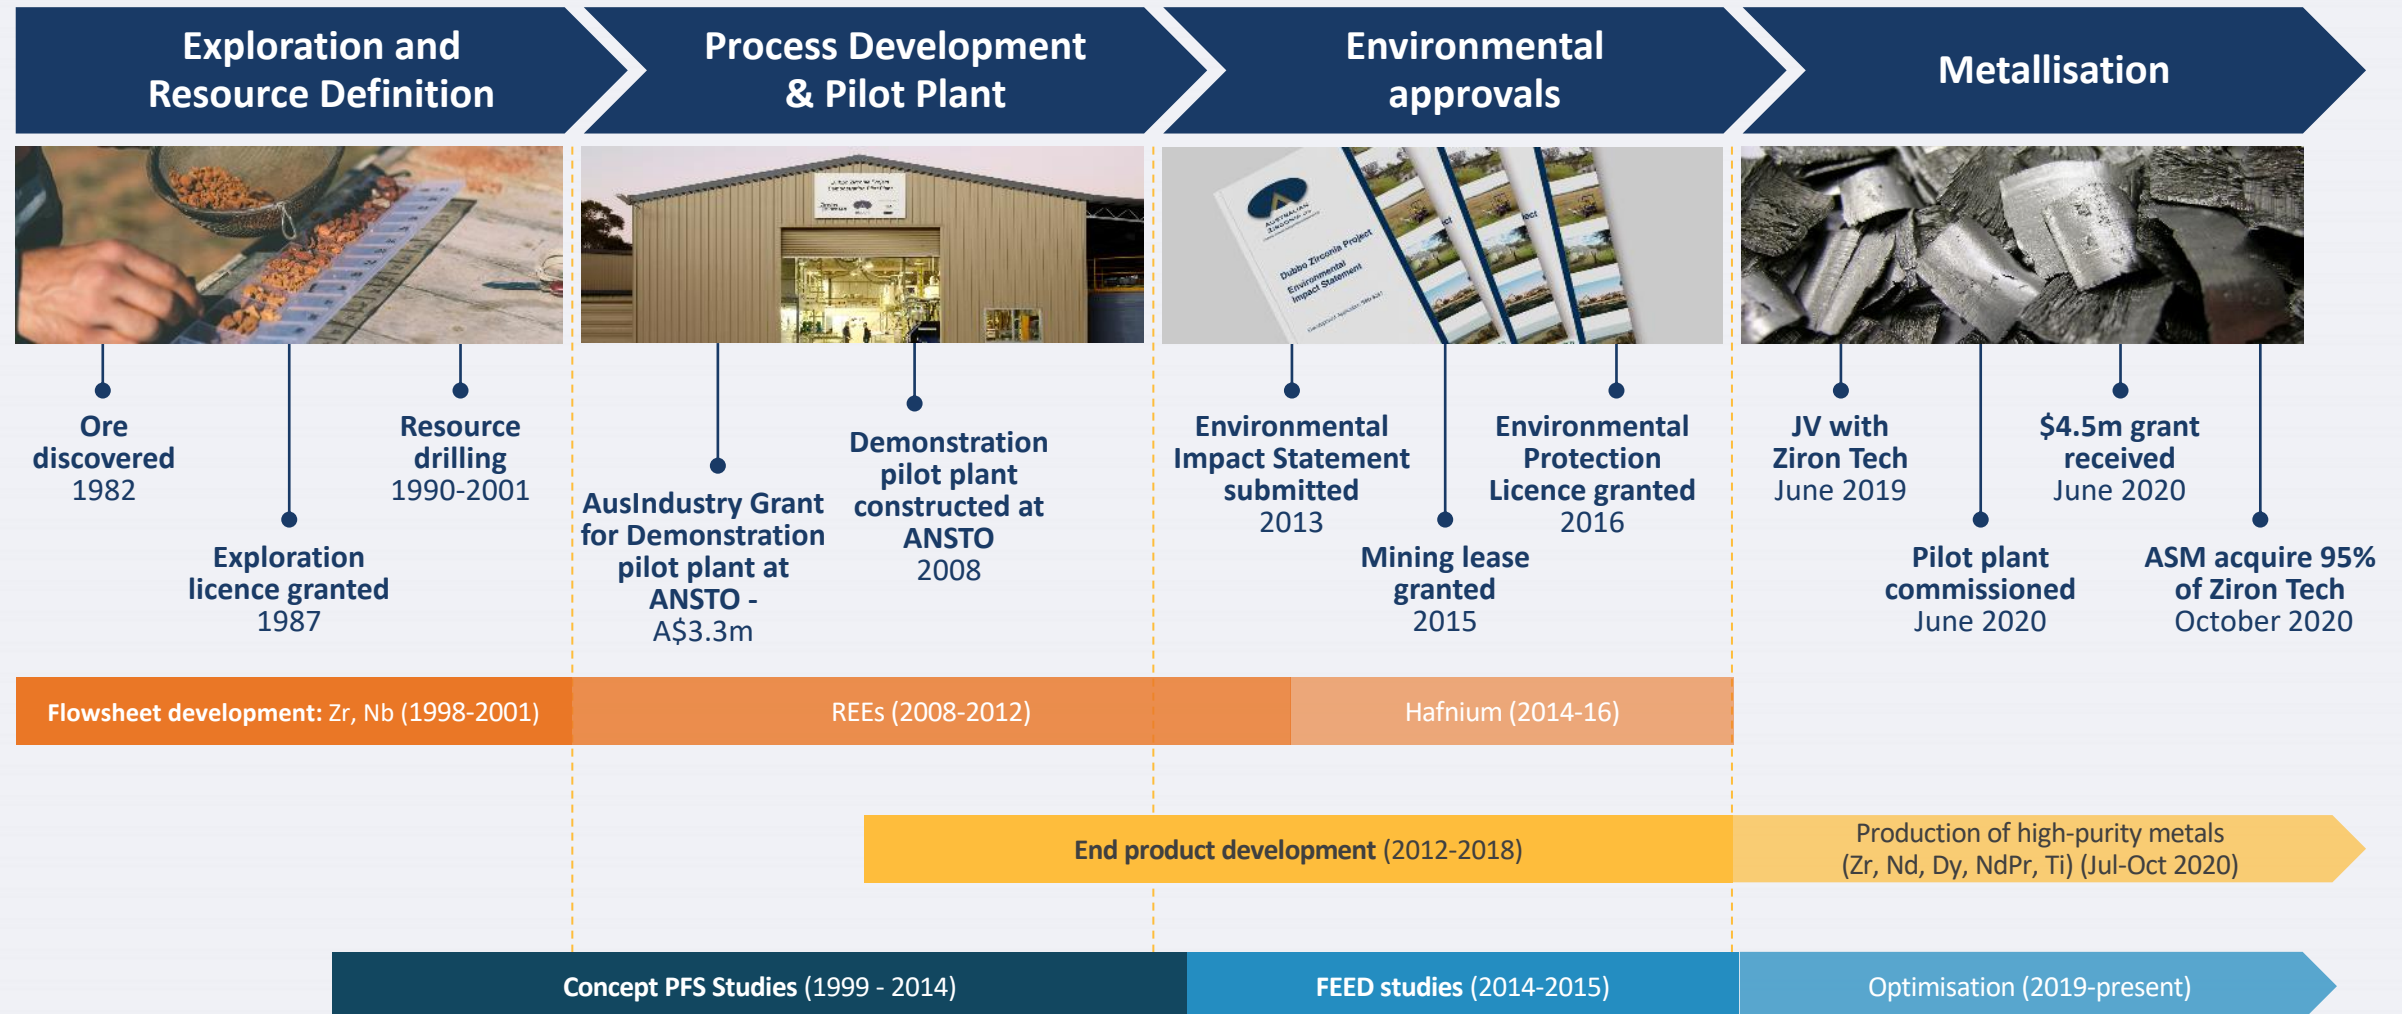 Exploration and
Resource Definition
Process Development
& Pilot Plant
Environmental
approvals
Metallisation
Dubbo Zirconia Project
Environmental
Impact Statement
Ore
discovered
1982
Exploration
licence granted
1987
Resource
drilling
1990-2001
AusIndustry Grant
for Demonstration
pilot plant at
ANSTO -
A$3.3m
Demonstration
pilot plant
constructed at
ANSTO
2008
Environmental
Impact Statement
submitted
2013
Mining lease
granted
2015
Environmental
Protection
Licence granted
2016
JV with
Ziron Tech
June 2019
Pilot plant
commissioned
June 2020
$4.5m grant
received
June 2020
ASM acquire 95%
of Ziron Tech
October 2020
Flowsheet development: Zr, Nb (1998-2001)
REEs (2008-2012)
Hafnium (2014-16)
End product development (2012-2018)
Production of high-purity metals
(Zr, Nd, Dy, NdPr, Ti) (Jul-Oct 2020)
Concept PFS Studies (1999 - 2014)
FEED studies (2014-2015)
Optimisation (2019-present)